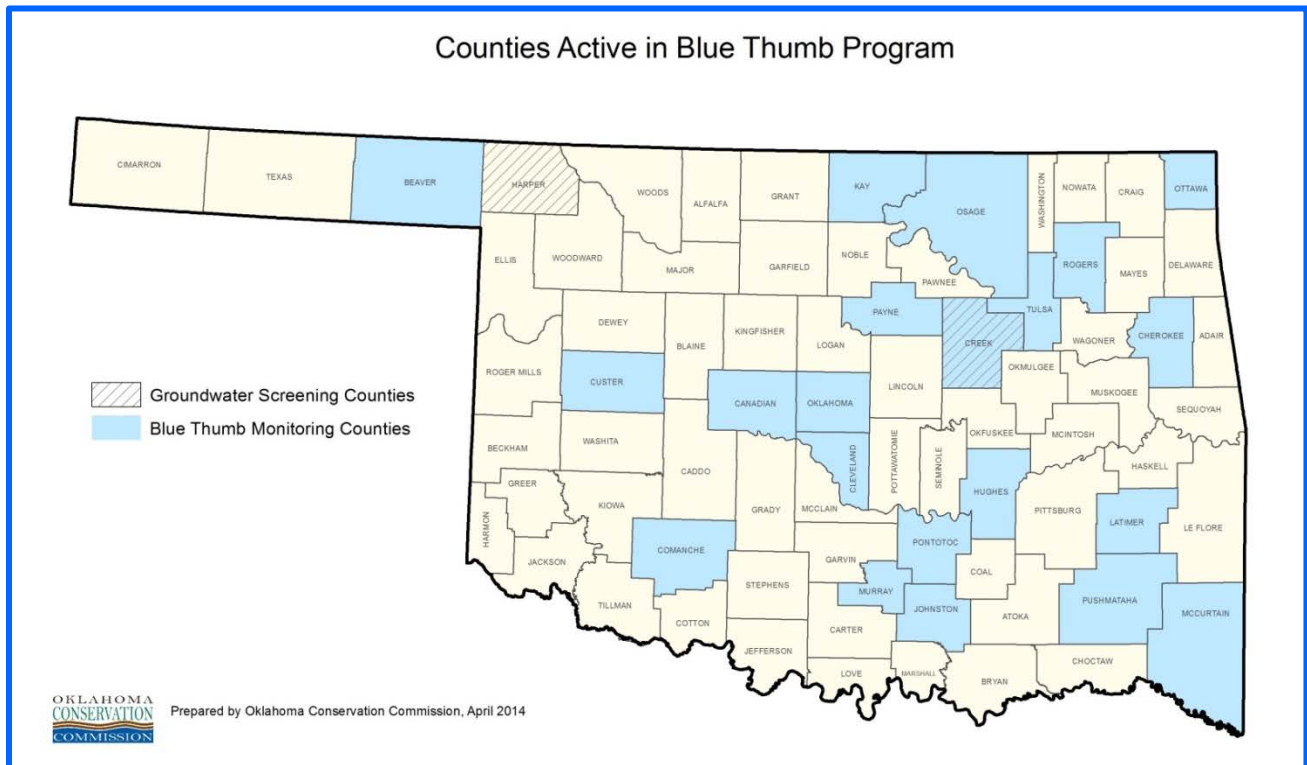 Counties Active in Blue Thumb Program
CIMARRON
TEXAS
BEAVER
HARPER
WOODS
ALFALFA
GRANT
KAY
OSAGE
WASHINGTON
NOWATA
CRAIG
OTTAWA
ELLIS
WOODWARD
MAJOR
GARFIELD
NOBLE
PAWNEE
ROGERS
MAYES
DELAWARE
DEWEY
BLAINE
KINGFISHER
LOGAN
PAYNE
CREEK
TULSA
WAGONER
CHEROKEE
ADAIR
ROGER MILLS
CUSTER
CANADIAN
OKLAHOMA
LINCOLN
OKMULGEE
MUSKOGEE
SEQUOYAH
Groundwater Screening Counties
Blue Thumb Monitoring Counties
BECKHAM
WASHITA
CADDO
GRADY
MCCLAIN
CLEVELAND
POTTAWATOMIE
SEMINOLE
OKFUSKEE
MCINTOSH
HASKELL
HUGHES
PITTSBURG
LATIMER
LE FLORE
GREER
KIOWA
HARMON
JACKSON
COMANCHE
STEPHENS
GARVIN
PONTOTOC
COAL
MURRAY
JOHNSTON
ATOKA
PUSHMATAHA
MCCURTAIN
TILLMAN
COTTON
JEFFERSON
CARTER
LOVE
MARSHALL
BRYAN
CHOCTAW
OKLAHOMA
CONSERVATION
COMMISSION
Prepared by Oklahoma Conservation Commission, April 2014